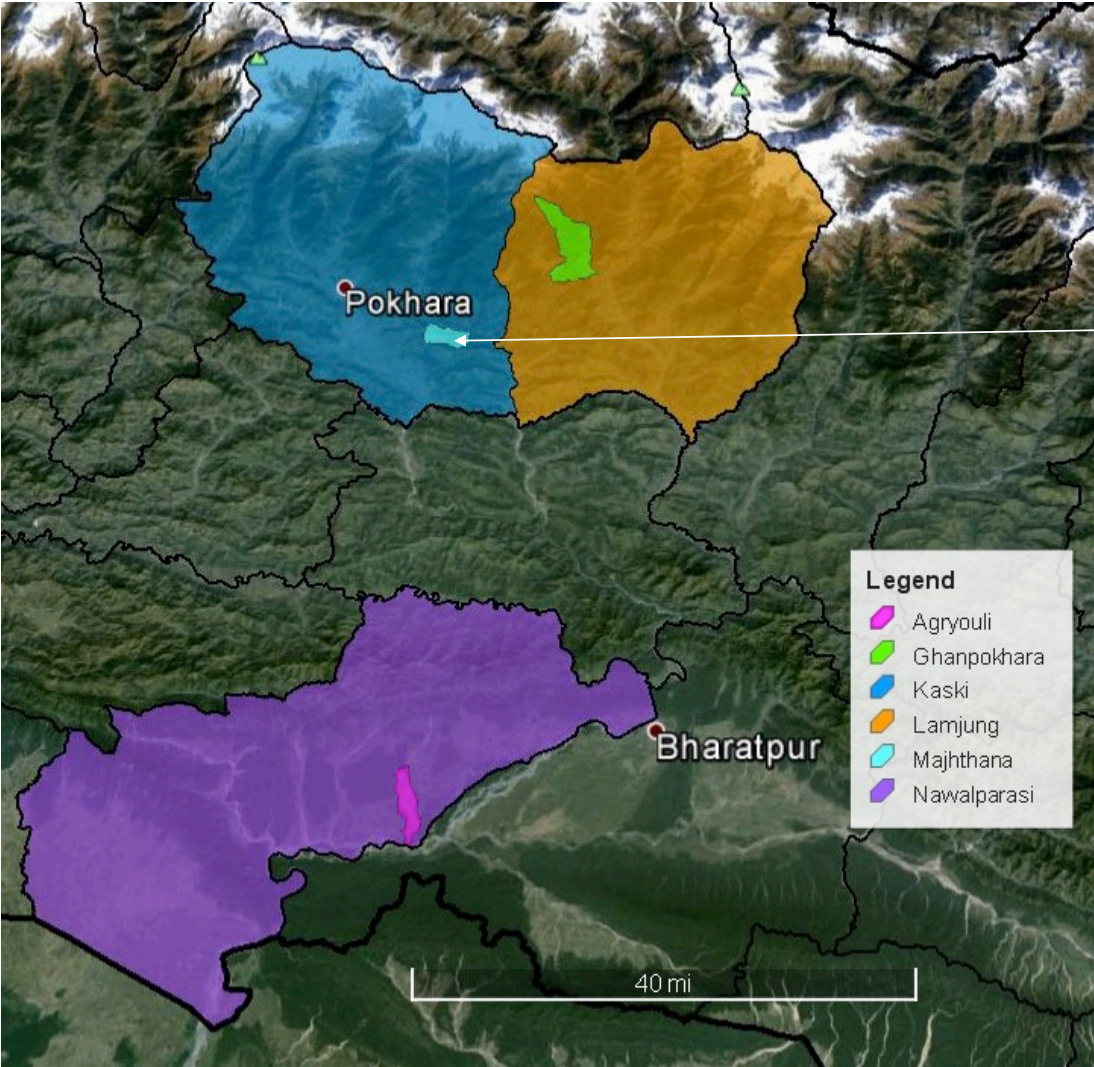 Pokhara
Legend
Agryouli
Ghanpokhara
Kaski
Lamjung
Majhthana
Nawalparasi
Bharatpur
40 mi